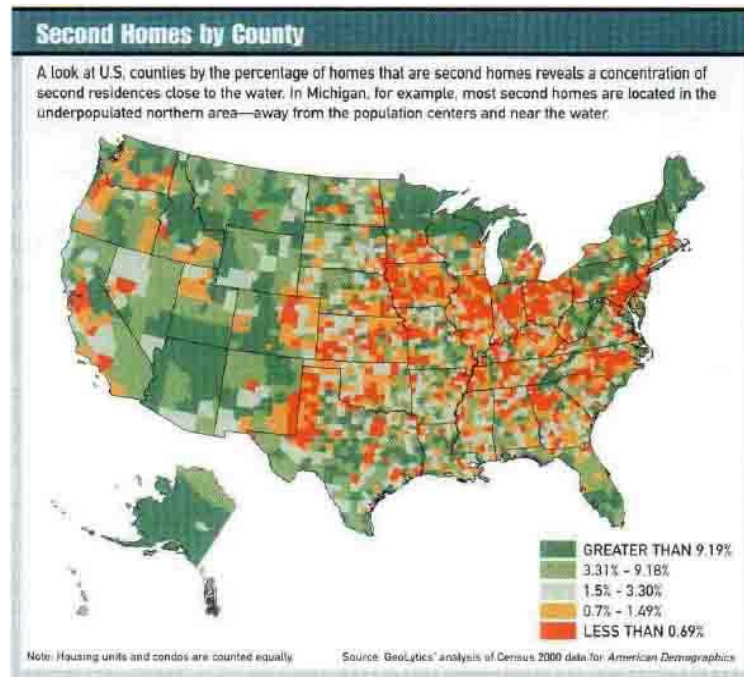 Second Homes by County
A look at U.S. counties by the percentage of homes that are second homes reveals a concentration of
second residences close to the water. In Michigan, for example, most second homes are located in the
underpopulated northern area—away from the population centers and near the water.
GREATER THAN 9.19%
3.31% - 9.18%
1.5% - 3.30%
0.7% - 1.49%
LESS THAN 0.69%
Note: Housing units and condos are counted equally.
Source: GeoLytics' analysis of Census 2000 data for American Demographics